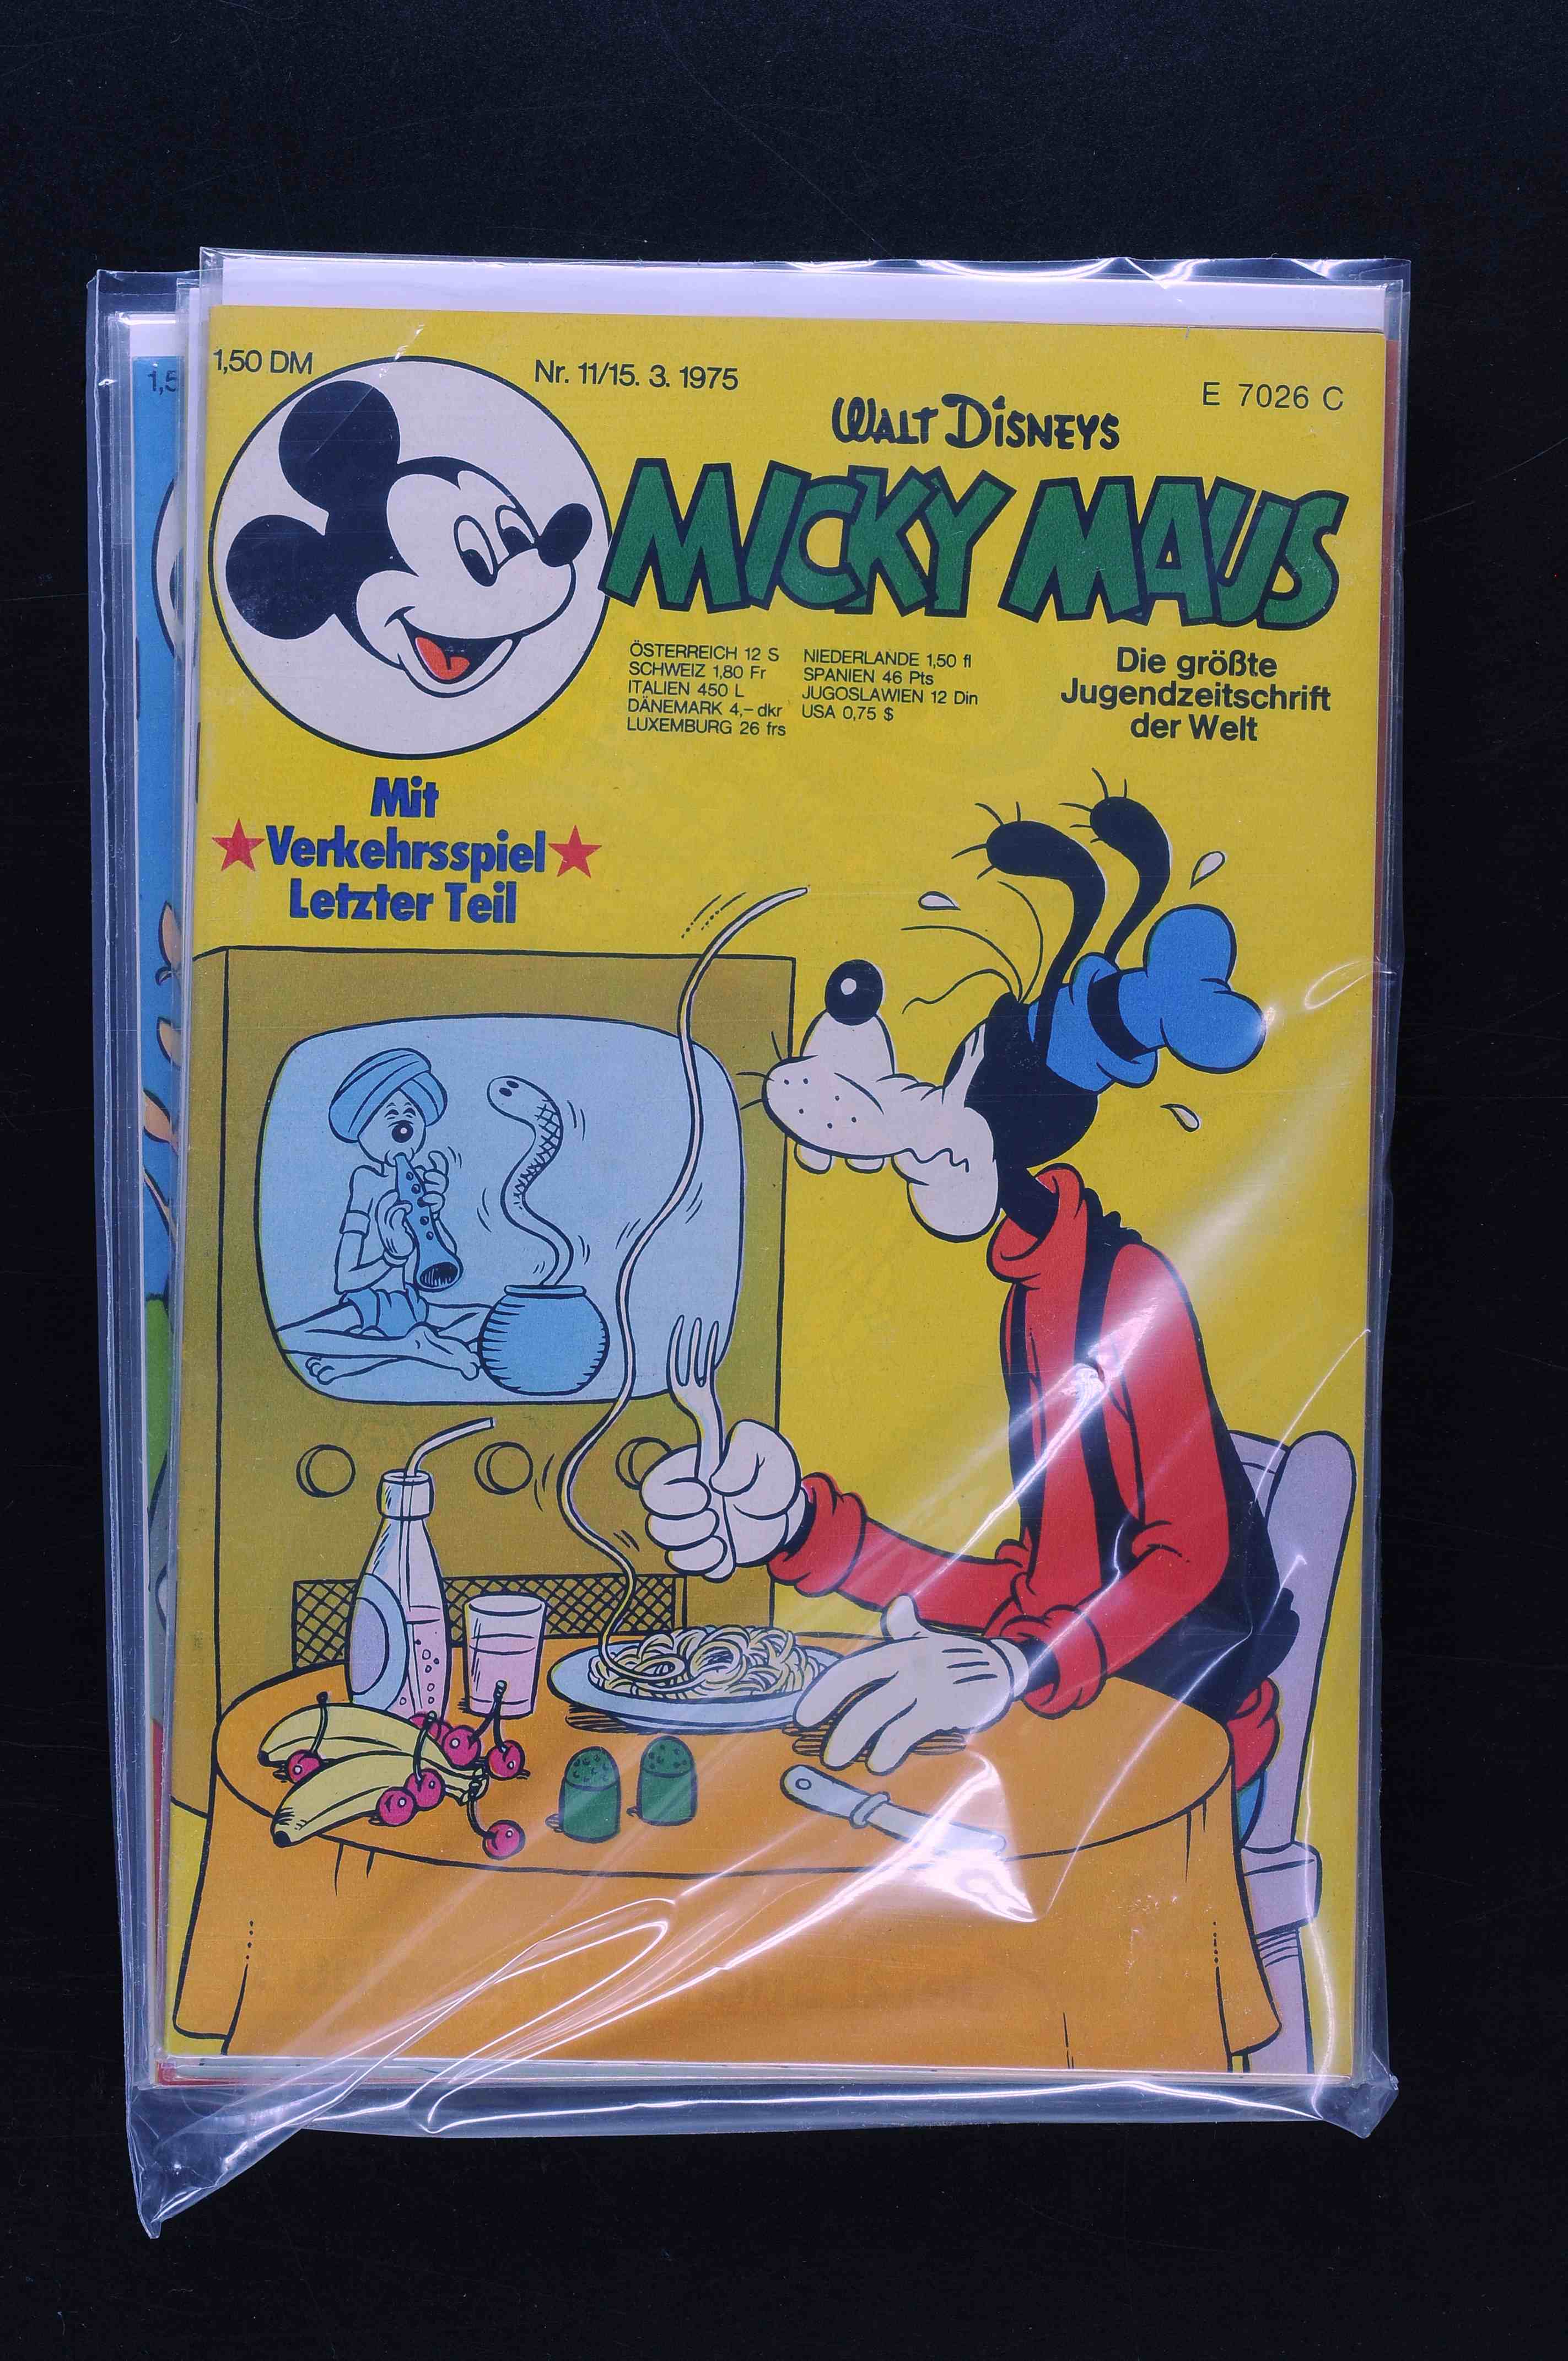 1,50 DM
Nr. 11/15. 3. 1975
E 7026 C
WALT DISNEYS
MICKY MAUS
ÖSTERREICH 12 S
SCHWEIZ 1,80 Fr
ITALIEN 450 L
DÄNEMARK 4,– dkr
LUXEMBURG 26 frs
NIEDERLANDE 1,50 fl
SPANIEN 46 Pts
JUGOSLAWIEN 12 Din
USA 0,75 $
Die größte
Jugendzeitschrift
der Welt
Mit
Verkehrsspiel
Letzter Teil
1,5